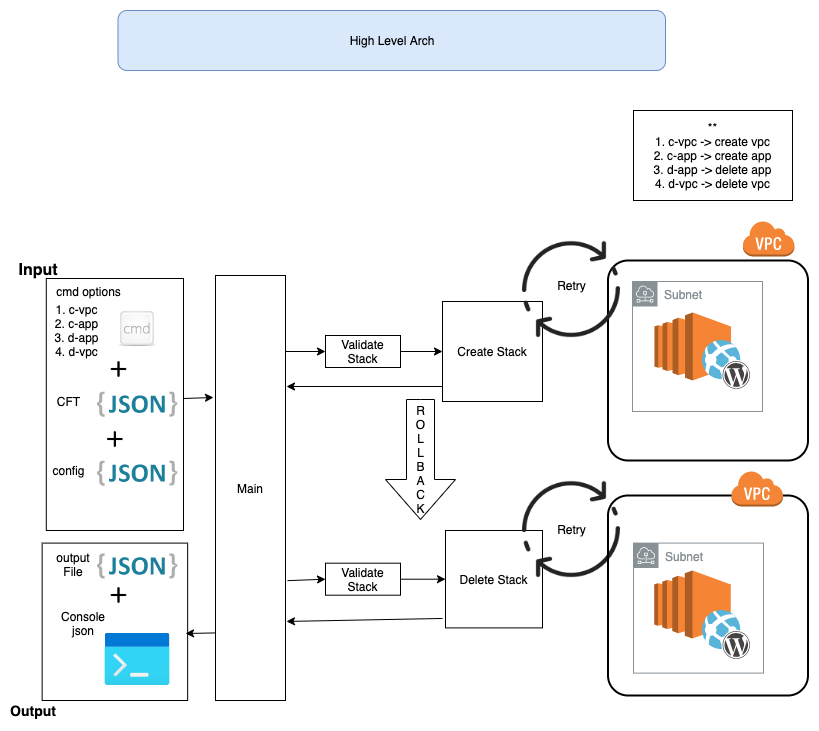 High Level Arch
**
1. c-vpc -> create vpc
2. c-app -> create app
3. d-app -> delete app
4. d-vpc -> delete vpc
Input
cmd options
1. c-vpc
2. c-app
3. d-app
4. d-vpc
cmd
+
CFT
{JSON}
+
config
{JSON}
Main
Validate
Stack
Create Stack
Retry
VPC
Subnet
W
ROLLBACK
output
File
{JSON}
+
Console
json
>_
Output
Validate
Stack
Delete Stack
Retry
VPC
Subnet
W